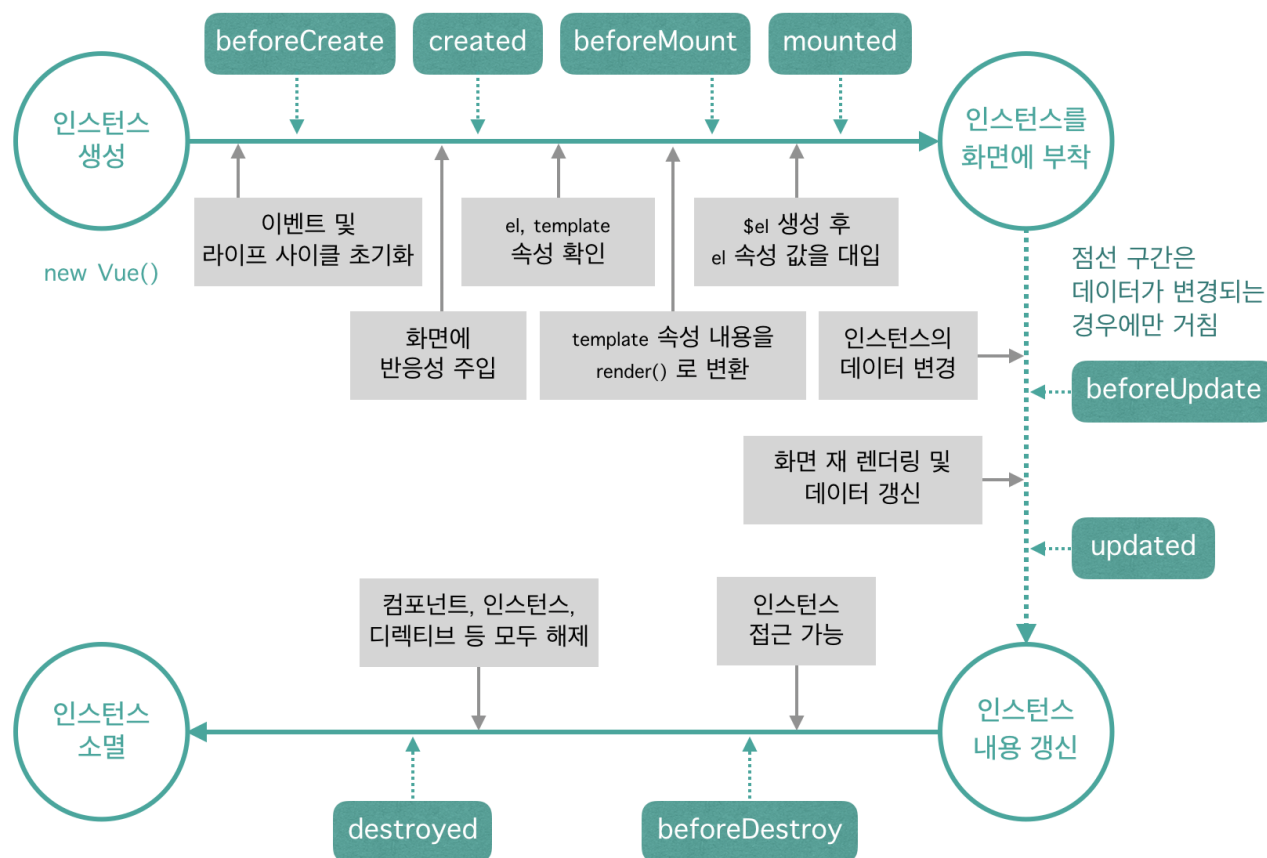 beforeCreate
created
beforeMount
mounted
인스턴스
생성
인스턴스를
화면에 부착
이벤트 및
라이프 사이클 초기화
el, template
속성 확인
$el 생성 후
el 속성 값을 대입
new Vue()
점선 구간은
데이터가 변경되는
경우에만 거침
화면에
반응성 주입
template 속성 내용을
render() 로 변환
인스턴스의
데이터 변경
beforeUpdate
화면 재 렌더링 및
데이터 갱신
updated
컴포넌트, 인스턴스,
디렉티브 등 모두 해제
인스턴스
접근 가능
인스턴스
소멸
인스턴스
내용 갱신
destroyed
beforeDestroy